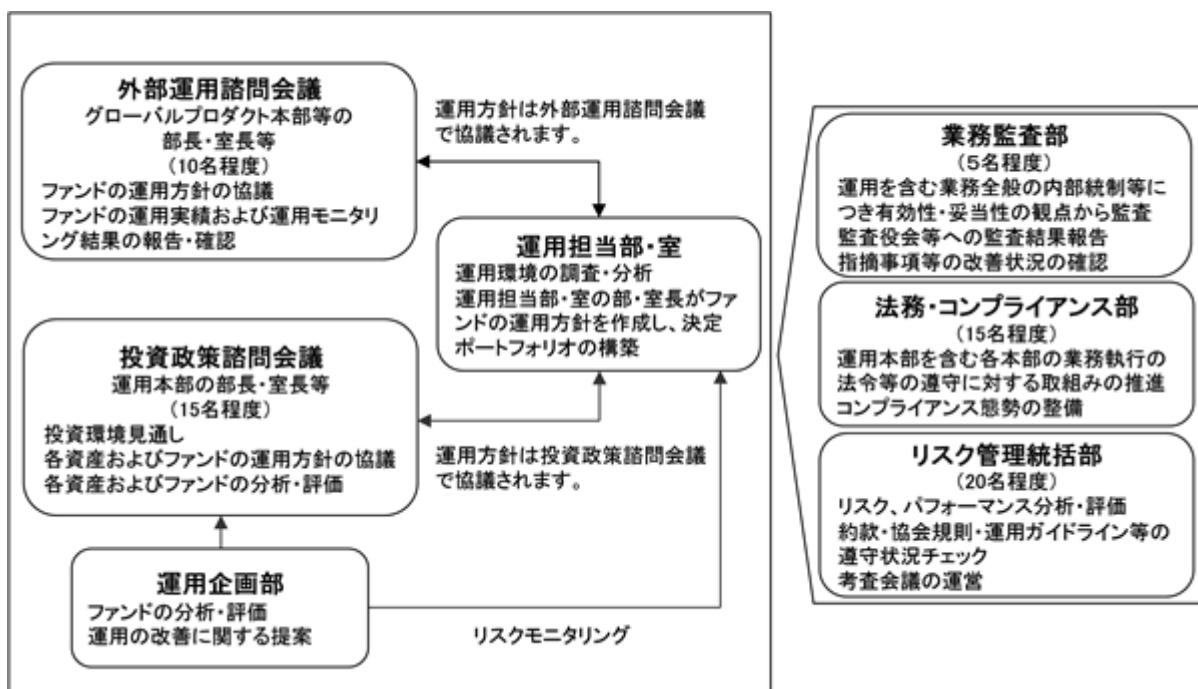 外部運用諮問会議
グローバルプロダクト本部等の
部長・室長等
(10名程度)
ファンドの運用方針の協議
ファンドの運用実績および運用モニタリ
ング結果の報告・確認
運用方針は外部運用諮問会議
で協議されます。
運用担当部・室
運用環境の調査・分析
運用担当部・室の部・室長がファ
ンドの運用方針を作成し、決定
ポートフォリオの構築
投資政策諮問会議
運用本部の部長・室長等
(15名程度)
投資環境見通し
各資産およびファンドの運用方針の協議
各資産およびファンドの分析・評価
運用方針は投資政策諮問会議
で協議されます。
運用企画部
ファンドの分析・評価
運用の改善に関する提案
リスクモニタリング
業務監査部
(5名程度)
運用を含む業務全般の内部統制等に
つき有効性・妥当性の観点から監査
監査役会等への監査結果報告
指摘事項等の改善状況の確認
法務・コンプライアンス部
(15名程度)
運用本部を含む各本部の業務執行の
法令等の遵守に対する取組みの推進
コンプライアンス態勢の整備
リスク管理統括部
(20名程度)
リスク、パフォーマンス分析・評価
約款・協会規則・運用ガイドライン等の
遵守状況チェック
考査会議の運営